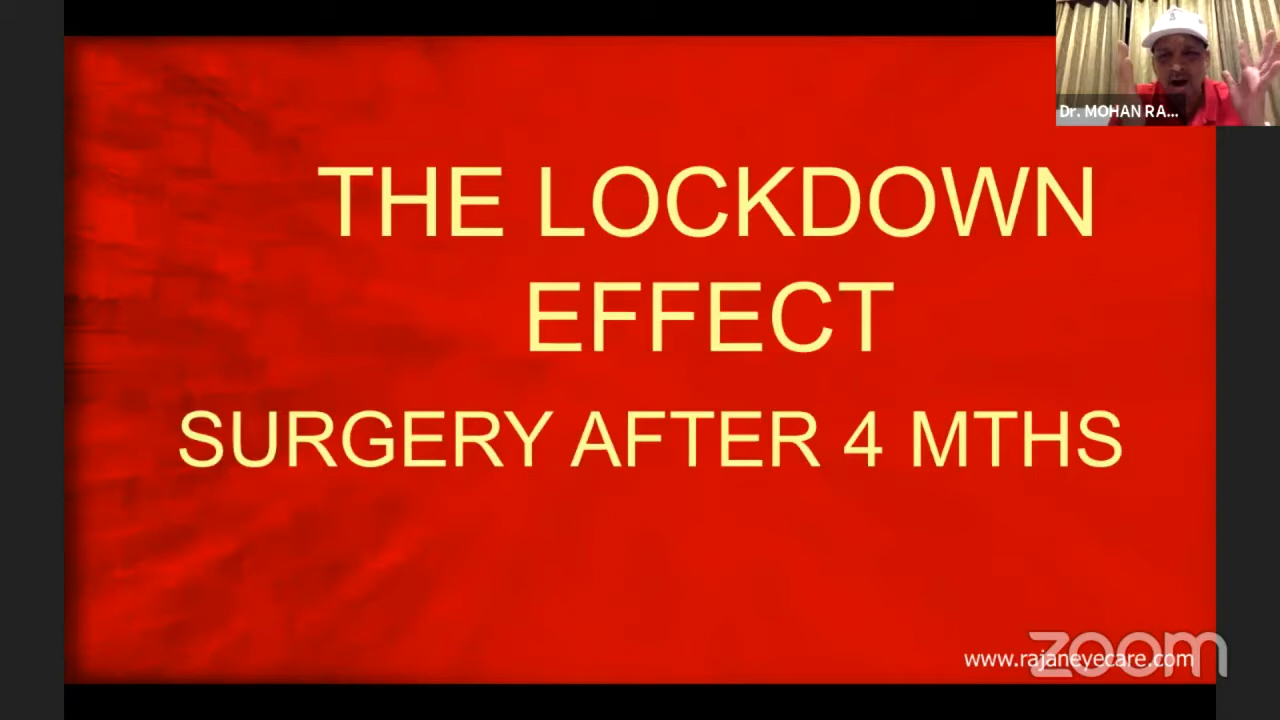 Dr. MOHAN RA...
THE LOCKDOWN
EFFECT
SURGERY AFTER 4 MTHS
www.rajaneyecare.com
zoom